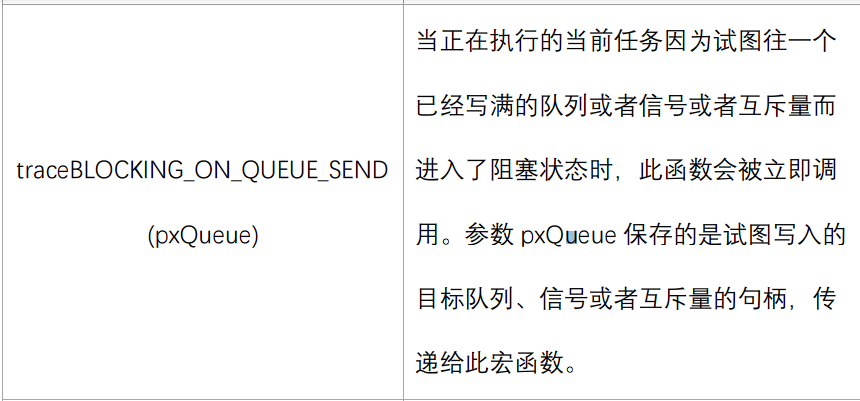 traceBLOCKING_ON_QUEUE_SEND
(pxQueue)
当正在执行的当前任务因为试图往一个
已经写满的队列或者信号或者互斥量而
进入了阻塞状态时，此函数会被立即调
用。参数 pxQueue 保存的是试图写入的
目标队列、信号或者互斥量的句柄，传
递给此宏函数。